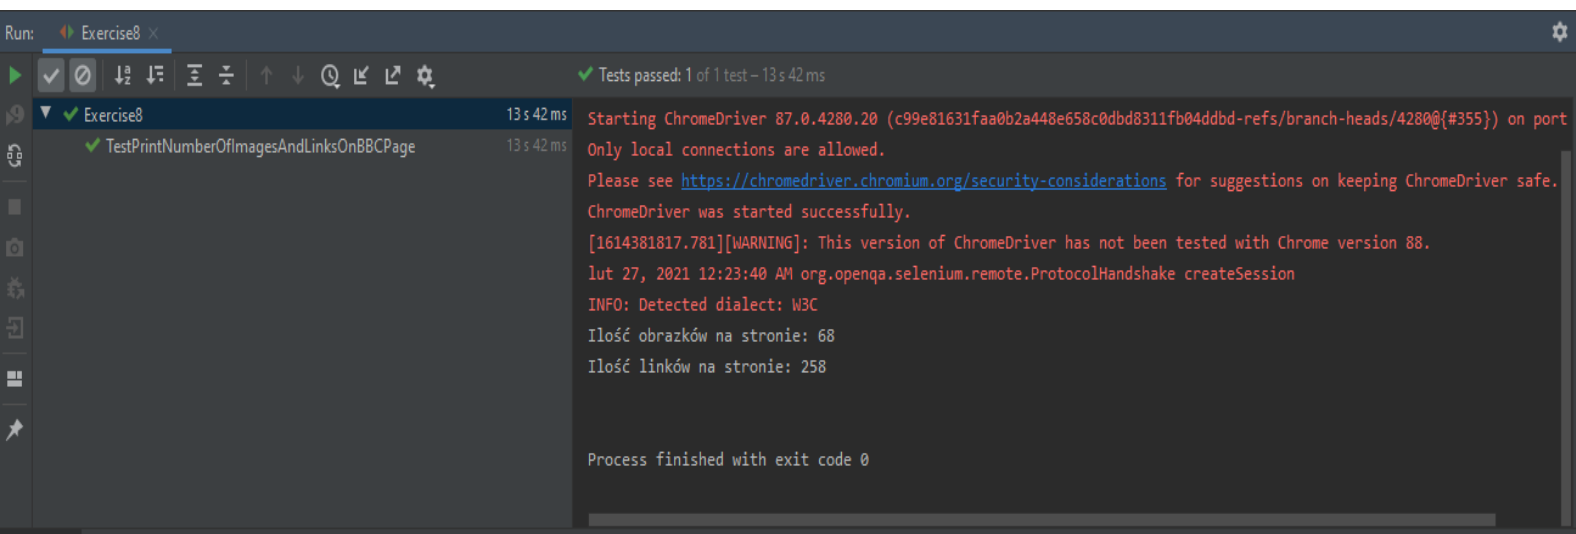 Run: Exercise8
Tests passed: 1 of 1 test – 13 s 42 ms
Exercise8 13 s 42 ms
TestPrintNumberOfImagesAndLinksOnBBCPage 13 s 42 ms
Starting ChromeDriver 87.0.4280.20 (c99e81631faa0b2a448e658c0dbd8311fb04ddbd-refs/branch-heads/4280@{#355}) on port
Only local connections are allowed.
Please see https://chromedriver.chromium.org/security-considerations for suggestions on keeping ChromeDriver safe.
ChromeDriver was started successfully.
[1614381817.781][WARNING]: This version of ChromeDriver has not been tested with Chrome version 88.
lut 27, 2021 12:23:40 AM org.openqa.selenium.remote.ProtocolHandshake createSession
INFO: Detected dialect: W3C
Ilość obrazków na stronie: 68
Ilość linków na stronie: 258
Process finished with exit code 0